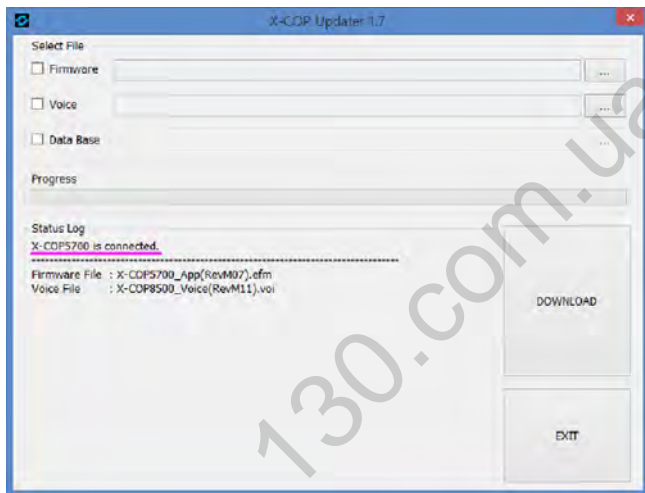 X-COP Updater 1.7
Select File
Firmware
...
Voice
...
Data Base
...
Progress
Status Log
X-COP5700 is connected.
Firmware File : X-COP5700_App(RevM07).efm
Voice File : X-COP8500_Voice(RevM11).voi
DOWNLOAD
EXIT
130.com.ua